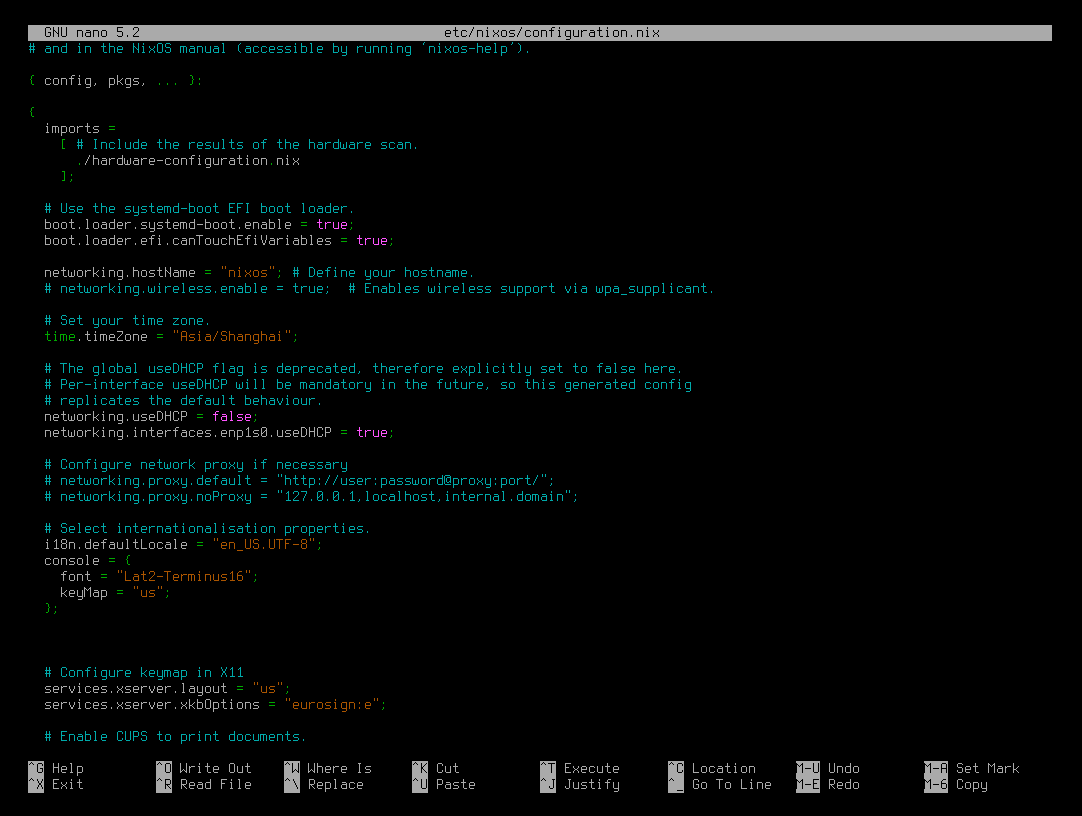 GNU nano 5.2 etc/nixos/configuration.nix
# and in the NixOS manual (accessible by running ‘nixos-help’).
{ config, pkgs, ... }:
{
imports =
[ # Include the results of the hardware scan.
./hardware-configuration.nix
];
# Use the systemd-boot EFI boot loader.
boot.loader.systemd-boot.enable = true;
boot.loader.efi.canTouchEfiVariables = true;
networking.hostName = "nixos"; # Define your hostname.
# networking.wireless.enable = true;  # Enables wireless support via wpa_supplicant.
# Set your time zone.
time.timeZone = "Asia/Shanghai";
# The global useDHCP flag is deprecated, therefore explicitly set to false here.
# Per-interface useDHCP will be mandatory in the future, so this generated config
# replicates the default behaviour.
networking.useDHCP = false;
networking.interfaces.enp1s0.useDHCP = true;
# Configure network proxy if necessary
# networking.proxy.default = "http://user:password@proxy:port/";
# networking.proxy.noProxy = "127.0.0.1,localhost,internal.domain";
# Select internationalisation properties.
i18n.defaultLocale = "en_US.UTF-8";
console = {
font = "Lat2-Terminus16";
keyMap = "us";
};
# Configure keymap in X11
services.xserver.layout = "us";
services.xserver.xkbOptions = "eurosign:e";
# Enable CUPS to print documents.
^G Help ^O Write Out ^W Where Is ^K Cut ^T Execute ^C Location M-U Undo M-A Set Mark
^X Exit ^R Read File ^\ Replace ^U Paste ^J Justify ^_ Go To Line M-E Redo M-6 Copy